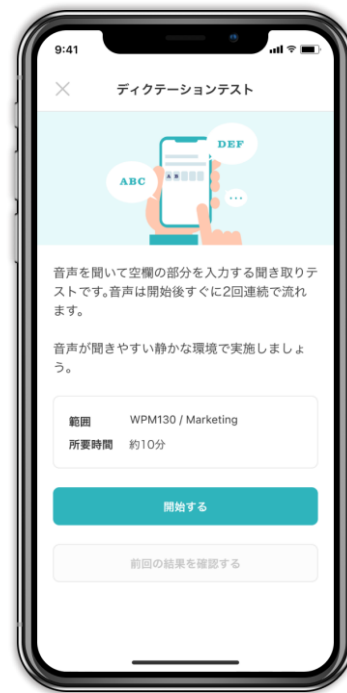 9:41
ディクテーションテスト
DEF
ABC
A B
...
音声を聞いて空欄の部分を入力する聞き取りテ
ストです。音声は開始後すぐに2回連続で流れ
ます。
音声が聞きやすい静かな環境で実施しましょ
う。
範囲 WPM130 / Marketing
所要時間 約10分
開始する
前回の結果を確認する